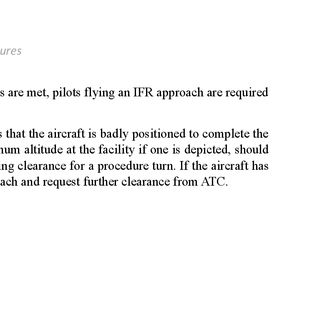 ures
s are met, pilots flying an IFR approach are required
s that the aircraft is badly positioned to complete the
num altitude at the facility if one is depicted, should
ng clearance for a procedure turn. If the aircraft has
ach and request further clearance from ATC.